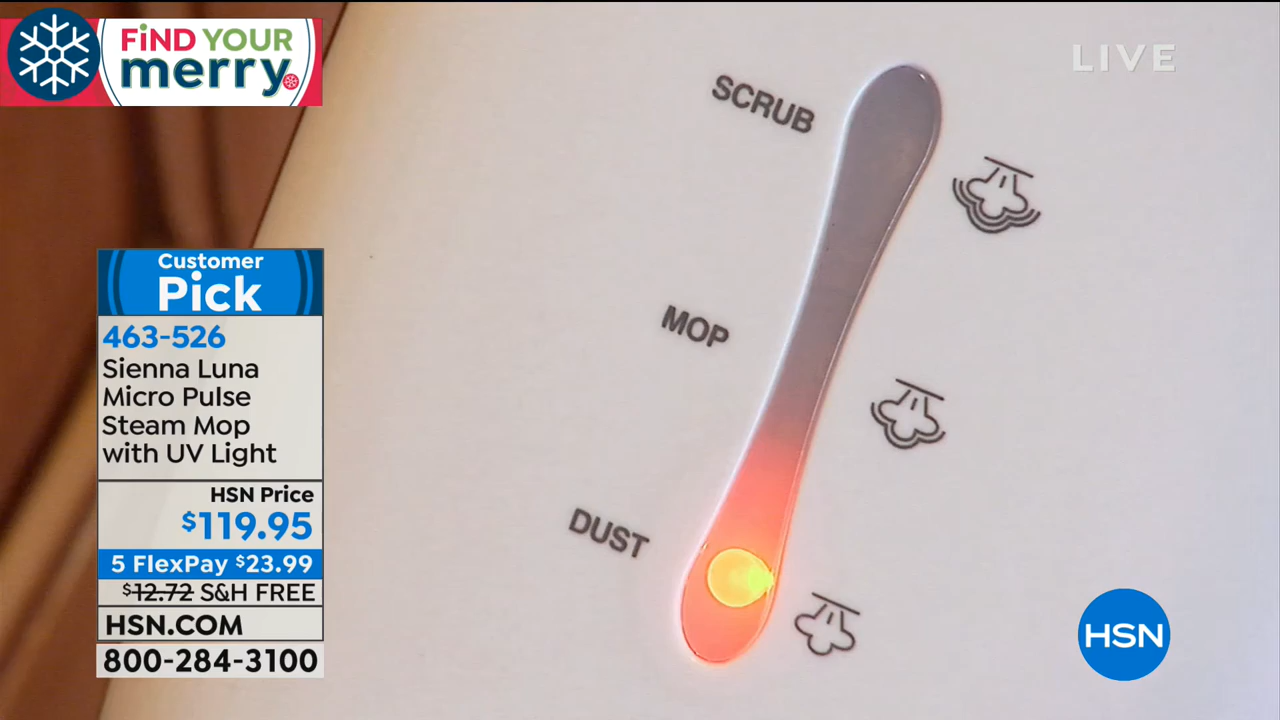 FiND YOUR
merry.
LIVE
SCRUB
MOP
DUST
Customer
Pick
463-526
Sienna Luna
Micro Pulse
Steam Mop
with UV Light
HSN Price
$119.95
5 FlexPay $23.99
$12.72 S&H FREE
HSN.COM
800-284-3100
HSN